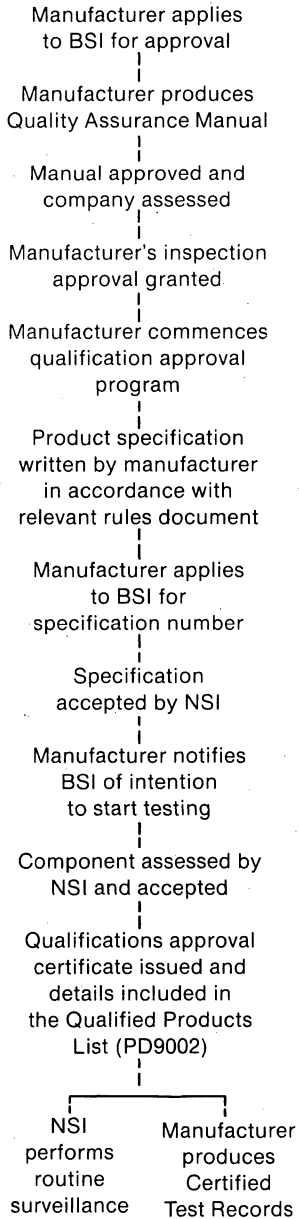 Manufacturer applies
to BSI for approval
Manufacturer produces
Quality Assurance Manual
Manual approved and
company assessed
Manufacturer's inspection
approval granted
Manufacturer commences
qualification approval
program
Product specification
written by manufacturer
in accordance with
relevant rules document
Manufacturer applies
to BSI for
specification number
Specification
accepted by NSI
Manufacturer notifies
BSI of intention
to start testing
Component assessed by
NSI and accepted
Qualifications approval
certificate issued and
details included in
the Qualified Products
List (PD9002)
NSI
performs
routine
surveillance
Manufacturer
produces
Certified
Test Records